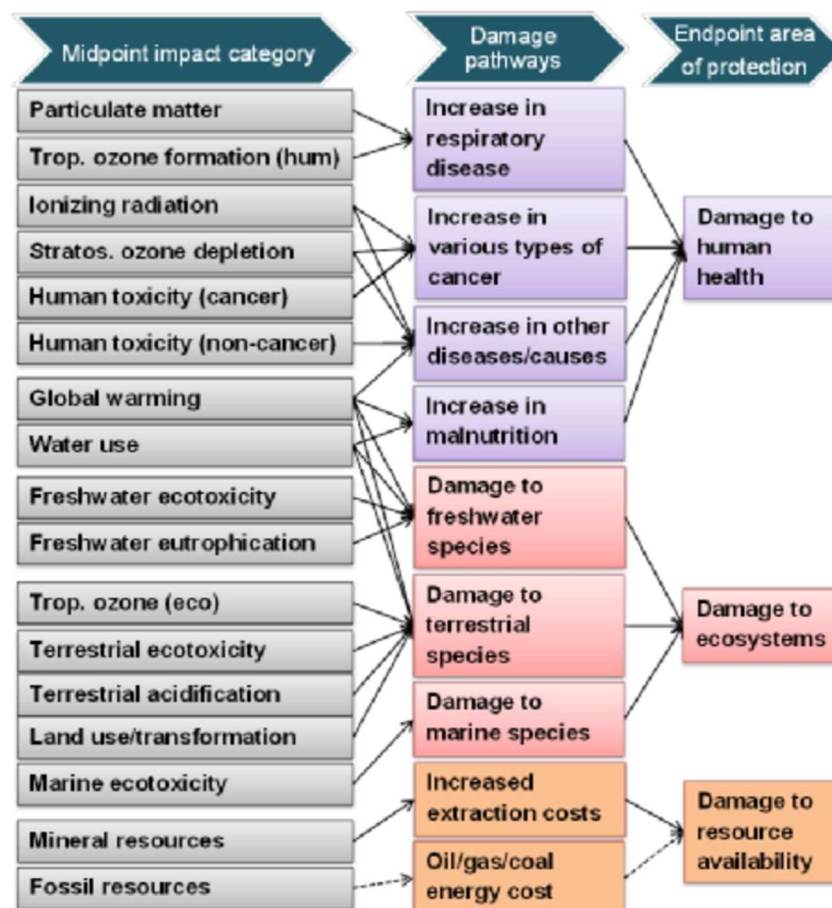 Midpoint impact category
Damage
pathways
Endpoint area
of protection
Particulate matter
Trop. ozone formation (hum)
Ionizing radiation
Stratos. ozone depletion
Human toxicity (cancer)
Human toxicity (non-cancer)
Global warming
Water use
Freshwater ecotoxicity
Freshwater eutrophication
Trop. ozone (eco)
Terrestrial ecotoxicity
Terrestrial acidification
Land use/transformation
Marine ecotoxicity
Mineral resources
Fossil resources
Increase in
respiratory
disease
Increase in
various types of
cancer
Increase in other
diseases/causes
Increase in
malnutrition
Damage to
freshwater
species
Damage to
terrestrial
species
Damage to
marine species
Increased
extraction costs
Oil/gas/coal
energy cost
Damage to
human
health
Damage to
ecosystems
Damage to
resource
availability